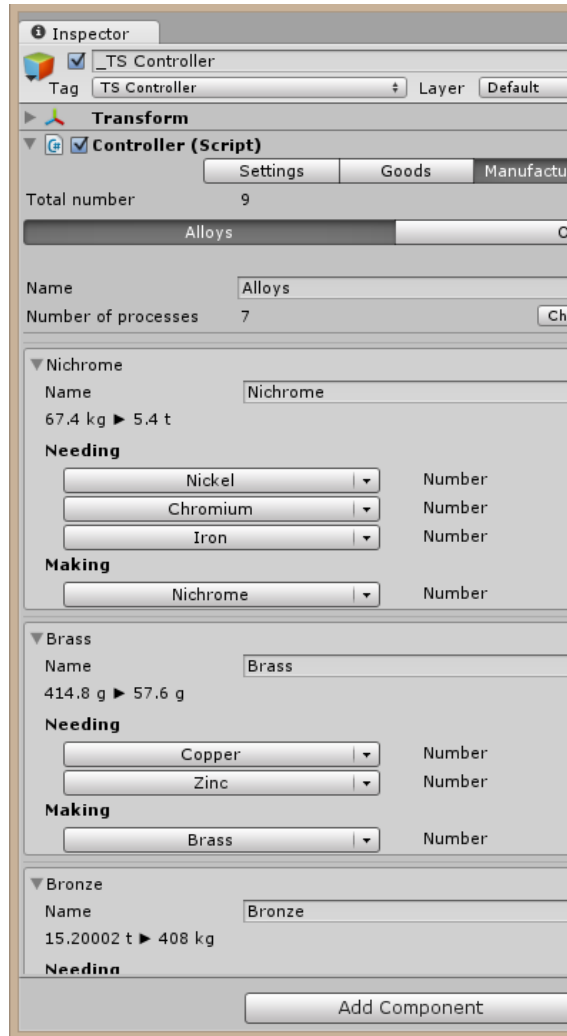 Inspector
_TS Controller
Tag TS Controller Layer Default
Transform
Controller (Script)
Settings Goods Manufactu
Total number 9
Alloys O
Name Alloys
Number of processes 7 Ch
Nichrome
Name Nichrome
67.4 kg ► 5.4 t
Needing
Nickel Number
Chromium Number
Iron Number
Making
Nichrome Number
Brass
Name Brass
414.8 g ► 57.6 g
Needing
Copper Number
Zinc Number
Making
Brass Number
Bronze
Name Bronze
15.20002 t ► 408 kg
Needing
Add Component